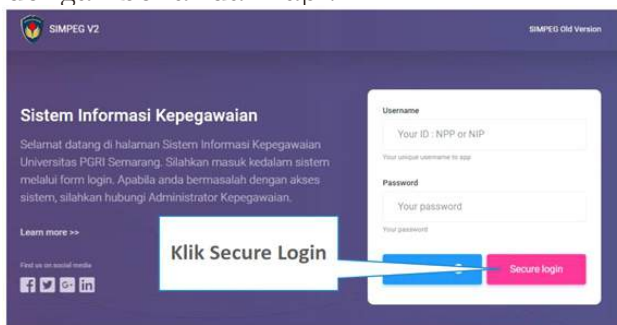 SIMPEG V2
SIMPEG Old Version
Sistem Informasi Kepegawaian
Selamat datang di halaman Sistem Informasi Kepegawaian
Universitas PGRI Semarang. Silahkan masuk kedalam sistem
melalui form login. Apabila anda bermasalah dengan akses
sistem, silahkan hubungi Administrator Kepegawaian.
Learn more >>
Find us on social media
Username
Your ID : NPP or NIP
Your unique username to app
Password
Your password
Your password
Klik Secure Login
Secure login